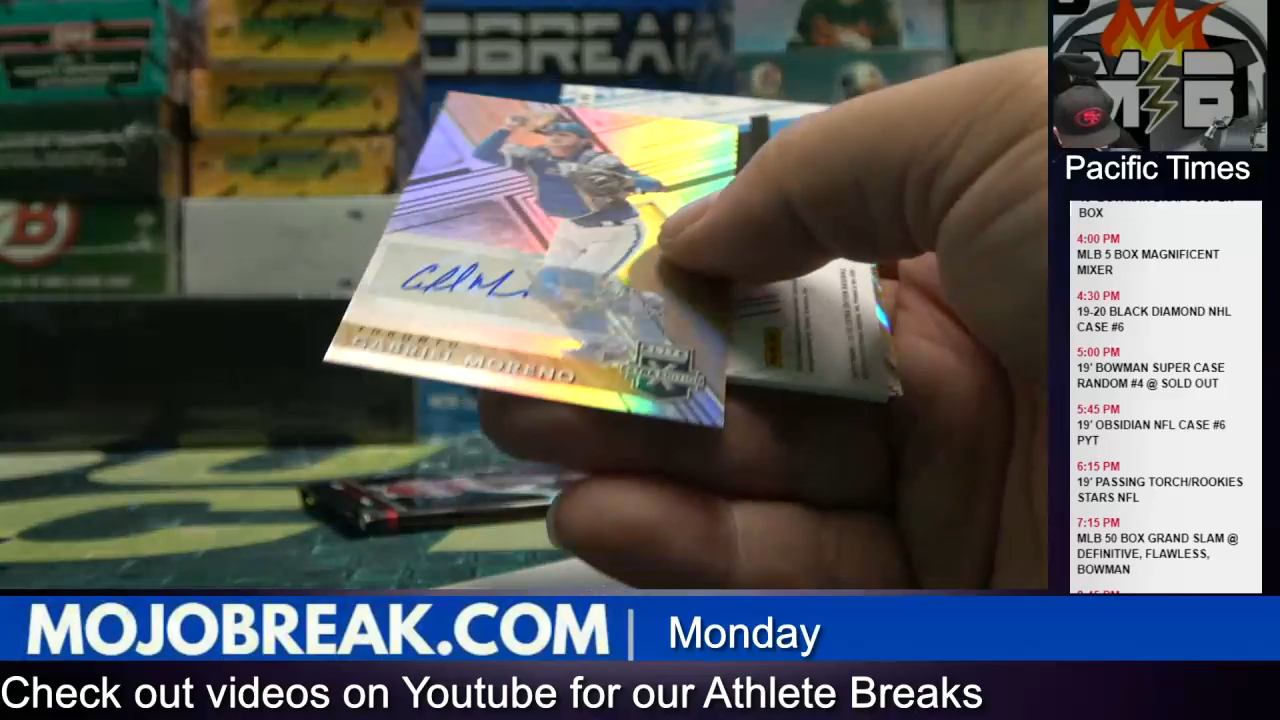 OBREA
B
TORONTO
GABRIEL MORENO
EXTRA
MB
Pacific Times
BOX
4:00 PM
MLB 5 BOX MAGNIFICENT
MIXER
4:30 PM
19-20 BLACK DIAMOND NHL
CASE #6
5:00 PM
19' BOWMAN SUPER CASE
RANDOM #4 @ SOLD OUT
5:45 PM
19' OBSIDIAN NFL CASE #6
PYT
6:15 PM
19' PASSING TORCH/ROOKIES
STARS NFL
7:15 PM
MLB 50 BOX GRAND SLAM @
DEFINITIVE, FLAWLESS,
BOWMAN
MOJOBREAK.COM | Monday
Check out videos on Youtube for our Athlete Breaks